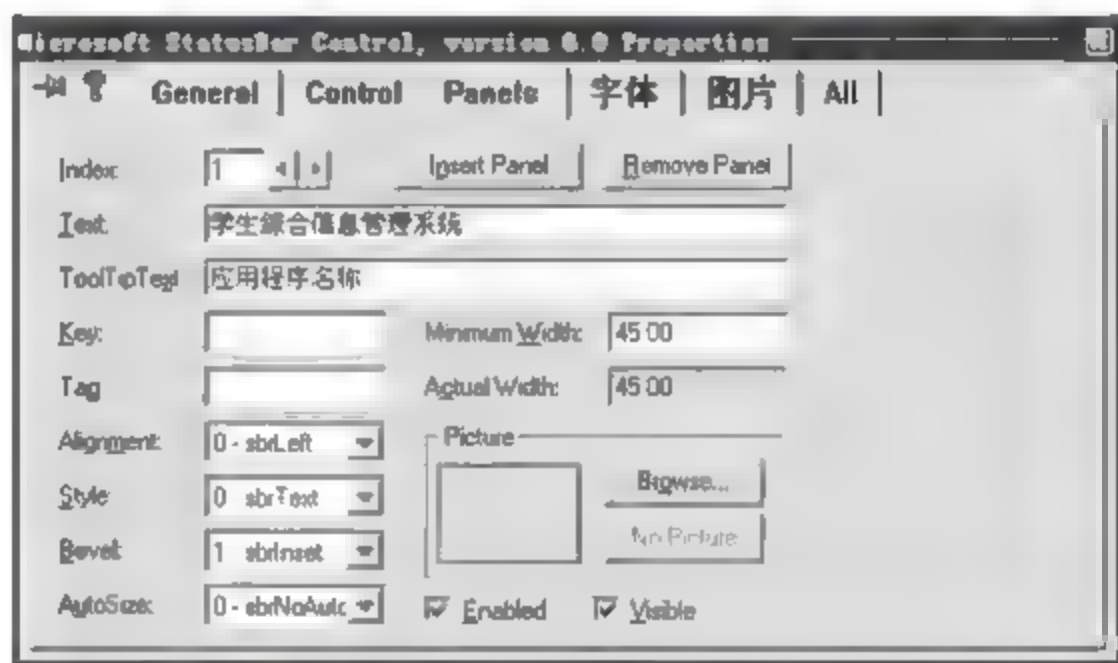 Microsoft StatusBar Control, version 6.0 Properties
General | Control Panels | 字体 | 图片 | All |
Index: 1 Insert Panel Remove Panel
Text: 学生綜合信息管理系统
ToolTipText 应用程序名称
Key: Minimum Width: 45.00
Tag Actual Width: 45.00
Alignment: 0 - sbrLeft Picture
Style: 0 sbrText Browse...
Bevel: 1 sbrInset No Picture
AutoSize: 0 - sbrNoAutc Enabled Visible